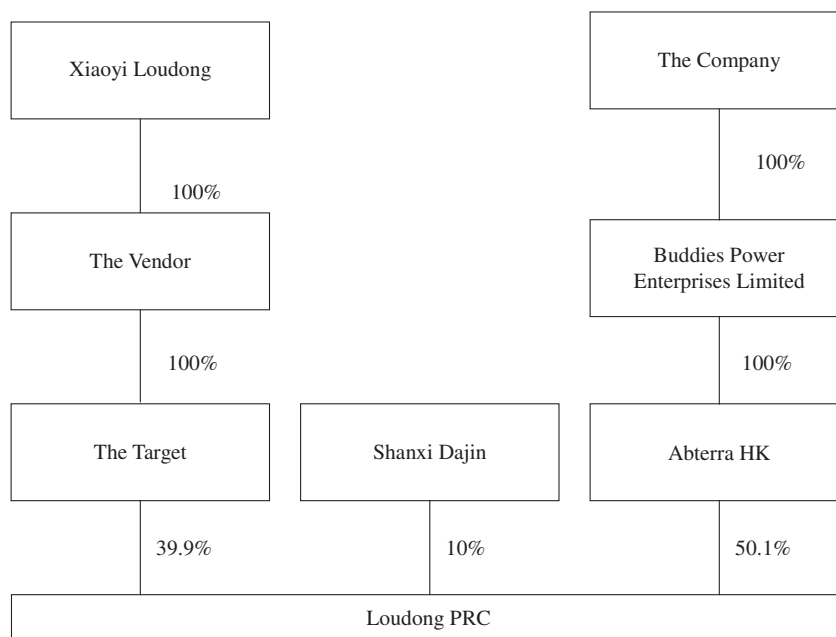 Xiaoyi Loudong
The Company
100%
100%
The Vendor
Buddies Power
Enterprises Limited
100%
100%
The Target
Shanxi Dajin
Abterra HK
39.9%
10%
50.1%
Loudong PRC